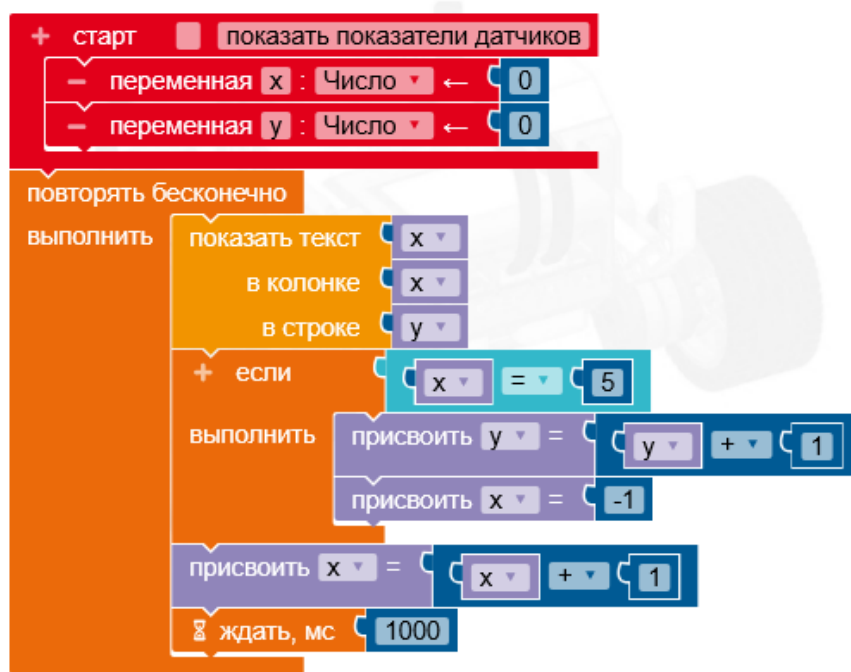 + старт показать показатели датчиков
− переменная x : Число ← 0
− переменная y : Число ← 0
повторять бесконечно
выполнить показать текст x
в колонке x
в строке y
+ если x = 5
выполнить присвоить y = y + 1
присвоить x = -1
присвоить x = x + 1
ждать, мс 1000